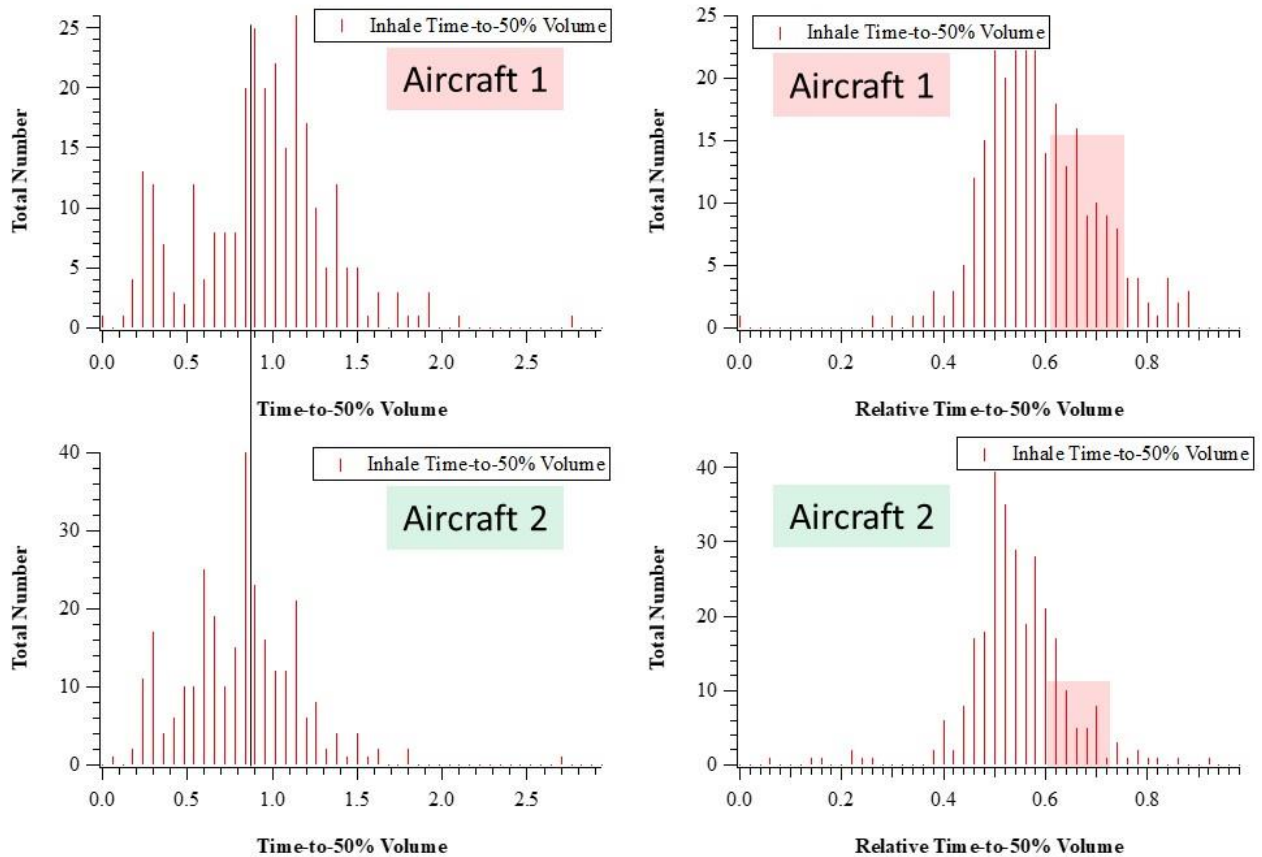 Inhale Time-to-50% Volume
Aircraft 1
Total Number
25
20
15
10
5
0
0.0 0.5 1.0 1.5 2.0 2.5
Time-to-50% Volume
Inhale Time-to-50% Volume
Aircraft 1
Total Number
25
20
15
10
5
0
0.0 0.2 0.4 0.6 0.8
Relative Time-to-50% Volume
Inhale Time-to-50% Volume
Aircraft 2
Total Number
40
30
20
10
0
0.0 0.5 1.0 1.5 2.0 2.5
Time-to-50% Volume
Inhale Time-to-50% Volume
Aircraft 2
Total Number
40
30
20
10
0
0.0 0.2 0.4 0.6 0.8
Relative Time-to-50% Volume